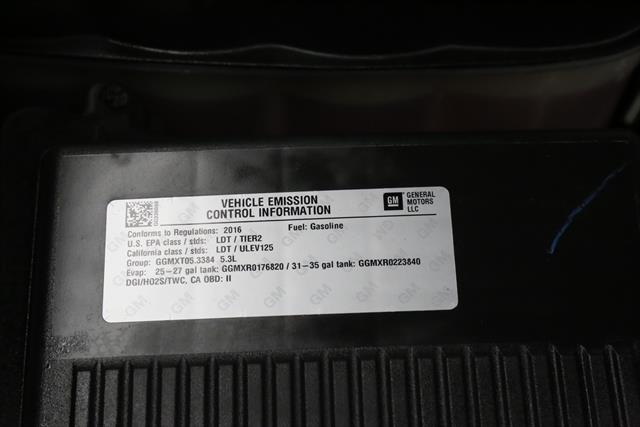 VEHICLE EMISSION
CONTROL INFORMATION
GM
GENERAL
MOTORS
LLC
Conforms to Regulations: 2016 Fuel: Gasoline
U.S. EPA class / stds: LDT / TIER2
California class / stds: LDT / ULEV125
Group: GGMXT05.3384 5.3L
Evap: 25-27 gal tank: GGMXR0176820 / 31-35 gal tank: GGMXR0223840
DGI/HO2S/TWC, CA OBD: II